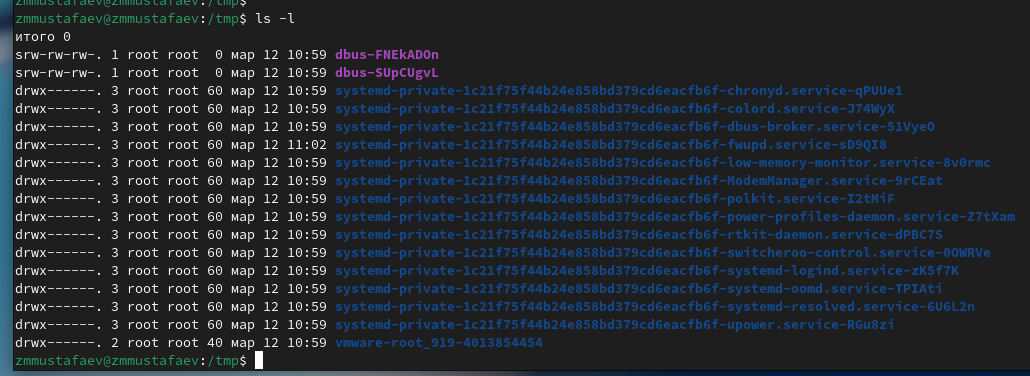 zmmustafaev@zmmustafaev:/tmp$
zmmustafaev@zmmustafaev:/tmp$ ls -l
итого 0
srw-rw-rw-. 1 root root  0 мар 12 10:59 dbus-FNEkADOn
srw-rw-rw-. 1 root root  0 мар 12 10:59 dbus-SUpCUgvL
drwx------. 3 root root 60 мар 12 10:59 systemd-private-1c21f75f44b24e858bd379cd6eacfb6f-chronyd.service-qPUUe1
drwx------. 3 root root 60 мар 12 10:59 systemd-private-1c21f75f44b24e858bd379cd6eacfb6f-colord.service-J74WyX
drwx------. 3 root root 60 мар 12 10:59 systemd-private-1c21f75f44b24e858bd379cd6eacfb6f-dbus-broker.service-51VyeO
drwx------. 3 root root 60 мар 12 11:02 systemd-private-1c21f75f44b24e858bd379cd6eacfb6f-fwupd.service-sD9QI8
drwx------. 3 root root 60 мар 12 10:59 systemd-private-1c21f75f44b24e858bd379cd6eacfb6f-low-memory-monitor.service-8v0rmc
drwx------. 3 root root 60 мар 12 10:59 systemd-private-1c21f75f44b24e858bd379cd6eacfb6f-ModemManager.service-9rCEat
drwx------. 3 root root 60 мар 12 10:59 systemd-private-1c21f75f44b24e858bd379cd6eacfb6f-polkit.service-I2tMiF
drwx------. 3 root root 60 мар 12 10:59 systemd-private-1c21f75f44b24e858bd379cd6eacfb6f-power-profiles-daemon.service-Z7tXam
drwx------. 3 root root 60 мар 12 10:59 systemd-private-1c21f75f44b24e858bd379cd6eacfb6f-rtkit-daemon.service-dPBC7S
drwx------. 3 root root 60 мар 12 10:59 systemd-private-1c21f75f44b24e858bd379cd6eacfb6f-switcheroo-control.service-0OWRVe
drwx------. 3 root root 60 мар 12 10:59 systemd-private-1c21f75f44b24e858bd379cd6eacfb6f-systemd-logind.service-zK5f7K
drwx------. 3 root root 60 мар 12 10:59 systemd-private-1c21f75f44b24e858bd379cd6eacfb6f-systemd-oomd.service-TPIAti
drwx------. 3 root root 60 мар 12 10:59 systemd-private-1c21f75f44b24e858bd379cd6eacfb6f-systemd-resolved.service-6U6L2n
drwx------. 3 root root 60 мар 12 10:59 systemd-private-1c21f75f44b24e858bd379cd6eacfb6f-upower.service-RGu8zi
drwx------. 2 root root 40 мар 12 10:59 vmware-root_919-4013854454
zmmustafaev@zmmustafaev:/tmp$